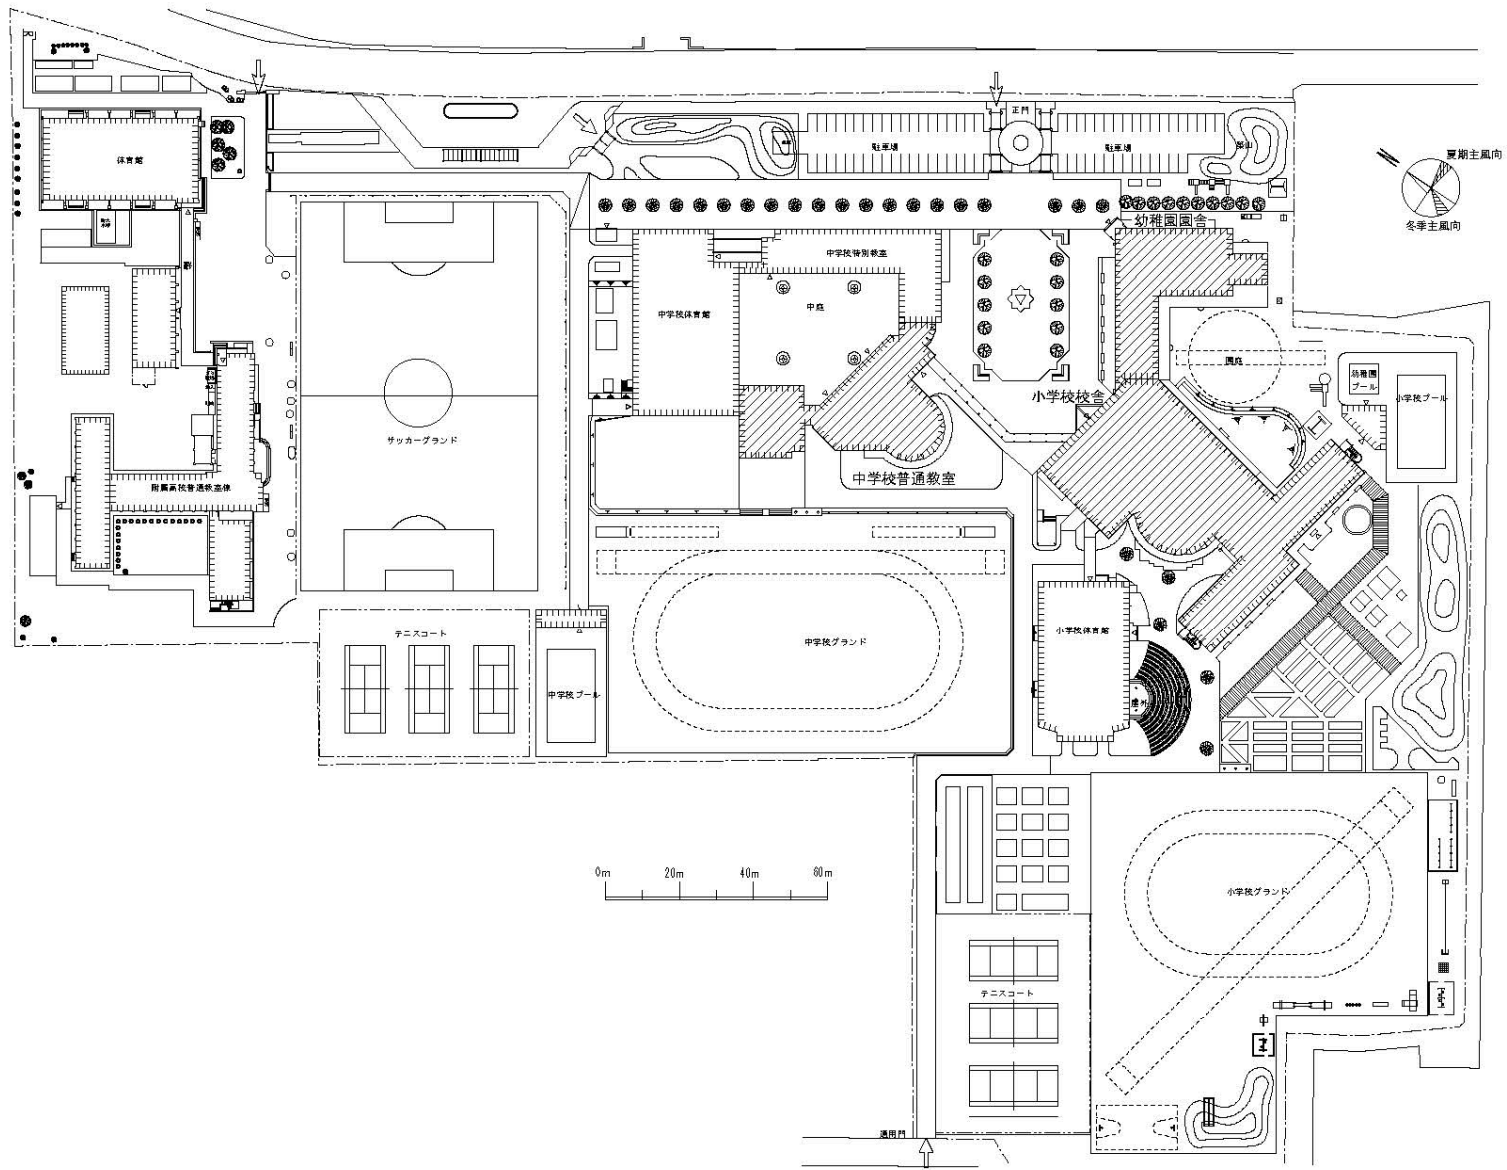 正門
駐車場
駐車場
築山
夏期主風向
冬季主風向
体育館
幼稚園園舎
中学校特別教室
中庭
中学校体育館
園庭
幼稚園
プール
小学校プール
小学校校舎
サッカーグランド
中学校普通教室
附属高校普通教室棟
テニスコート
中学校プール
中学校グランド
小学校体育館
0m 20m 40m 60m
小学校グランド
テニスコート
通用門